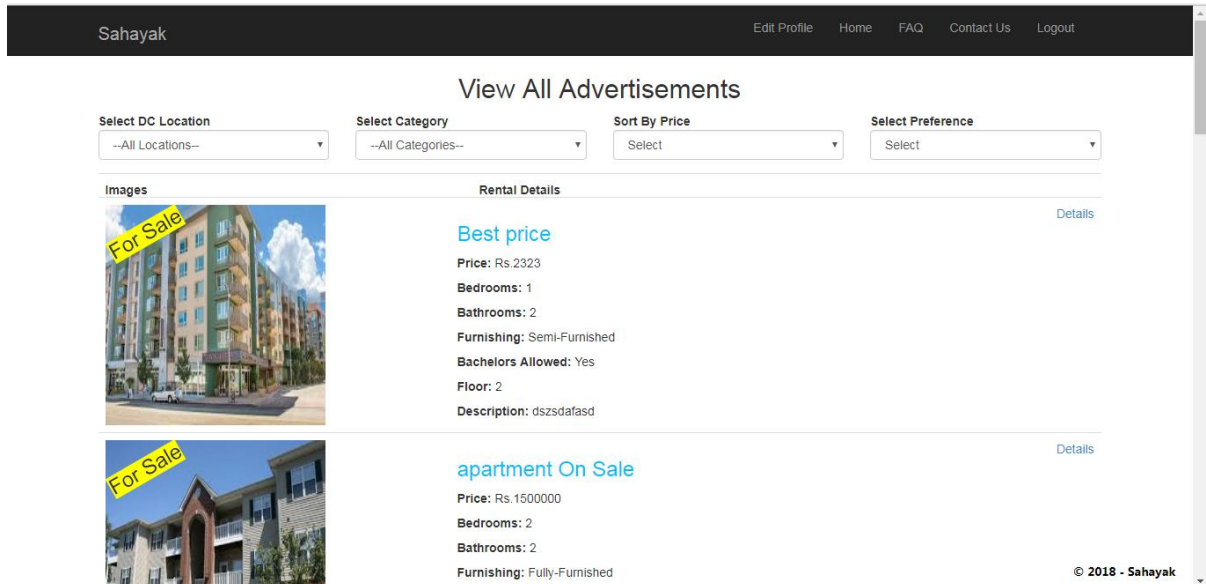 Sahayak
Edit Profile Home FAQ Contact Us Logout
View All Advertisements
Select DC Location Select Category Sort By Price Select Preference
--All Locations-- --All Categories-- Select Select
Images Rental Details
For Sale
Details
Best price
Price: Rs.2323
Bedrooms: 1
Bathrooms: 2
Furnishing: Semi-Furnished
Bachelors Allowed: Yes
Floor: 2
Description: dszsdafasd
For Sale
Details
apartment On Sale
Price: Rs.1500000
Bedrooms: 2
Bathrooms: 2
Furnishing: Fully-Furnished
© 2018 - Sahayak